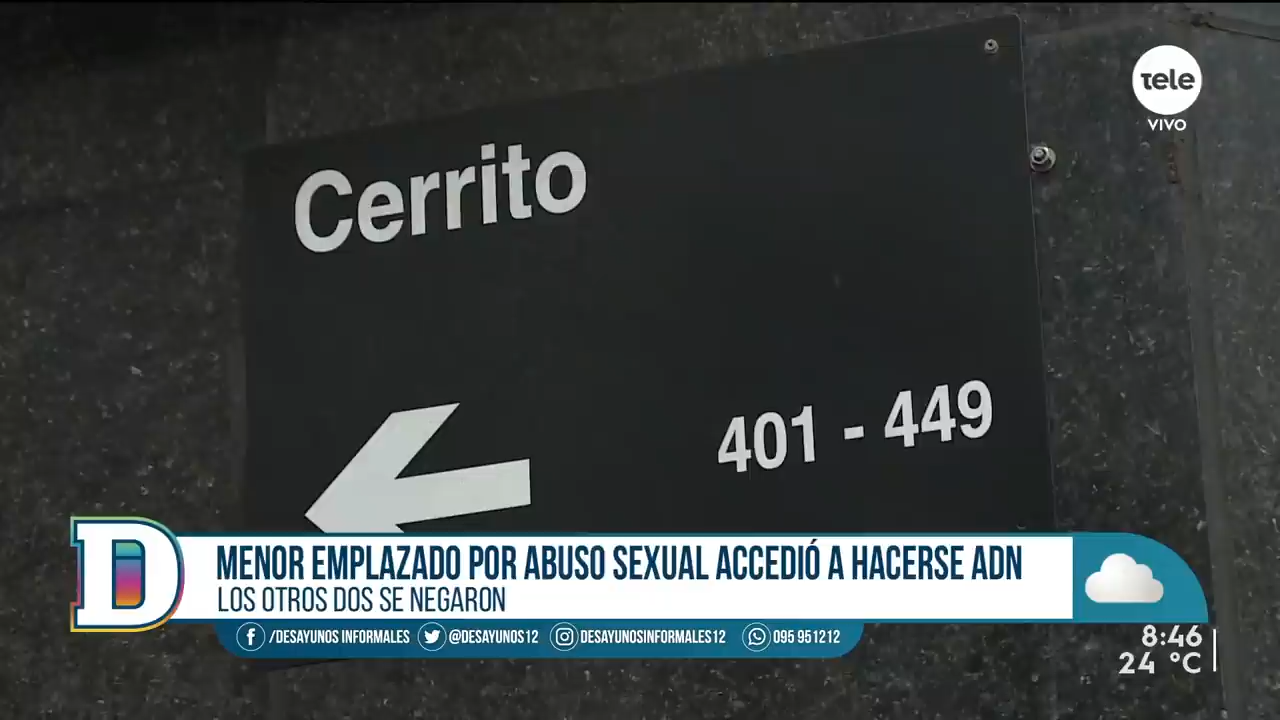 Cerrito
401 - 449
tele
VIVO
D
MENOR EMPLAZADO POR ABUSO SEXUAL ACCEDIÓ A HACERSE ADN
LOS OTROS DOS SE NEGARON
/DESAYUNOS INFORMALES @DESAYUNOS12 DESAYUNOSINFORMALES12 095 951212
8:46
24 °C